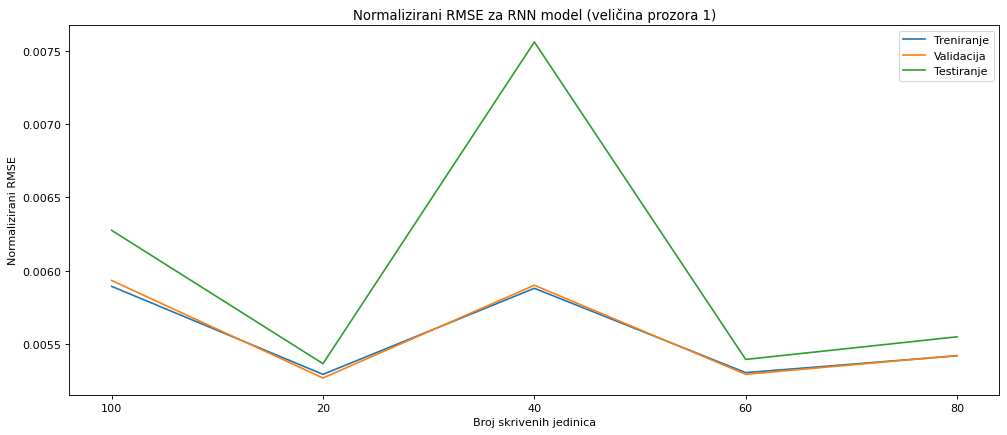 Normalizirani RMSE za RNN model (veličina prozora 1)
Treniranje
Validacija
Testiranje
Normalizirani RMSE
0.0075
0.0070
0.0065
0.0060
0.0055
100 20 40 60 80
Broj skrivenih jedinica